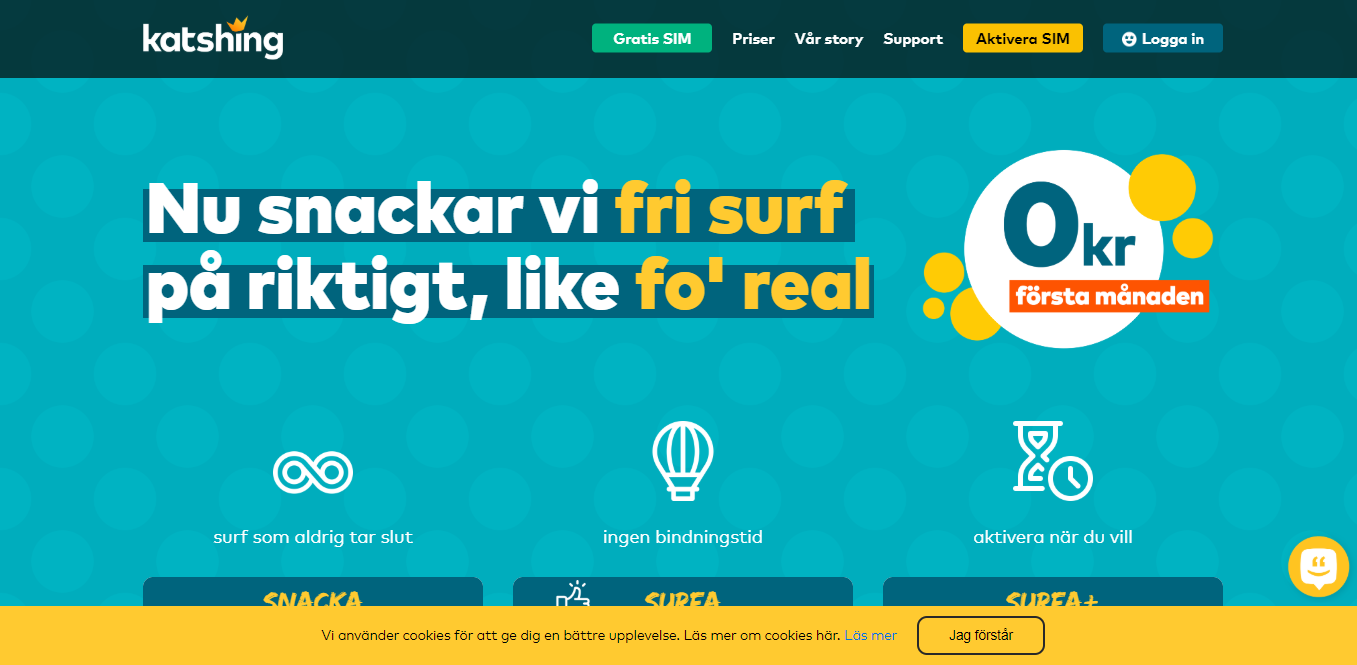 katshing
Gratis SIM
Priser
Vår story
Support
Aktivera SIM
Logga in
Nu snackar vi fri surf
på riktigt, like fo' real
0kr
första månaden
surf som aldrig tar slut
ingen bindningstid
aktivera när du vill
SNACKA
SURFA
SURFA+
Vi använder cookies för att ge dig en bättre upplevelse. Läs mer om cookies här. Läs mer
Jag förstår